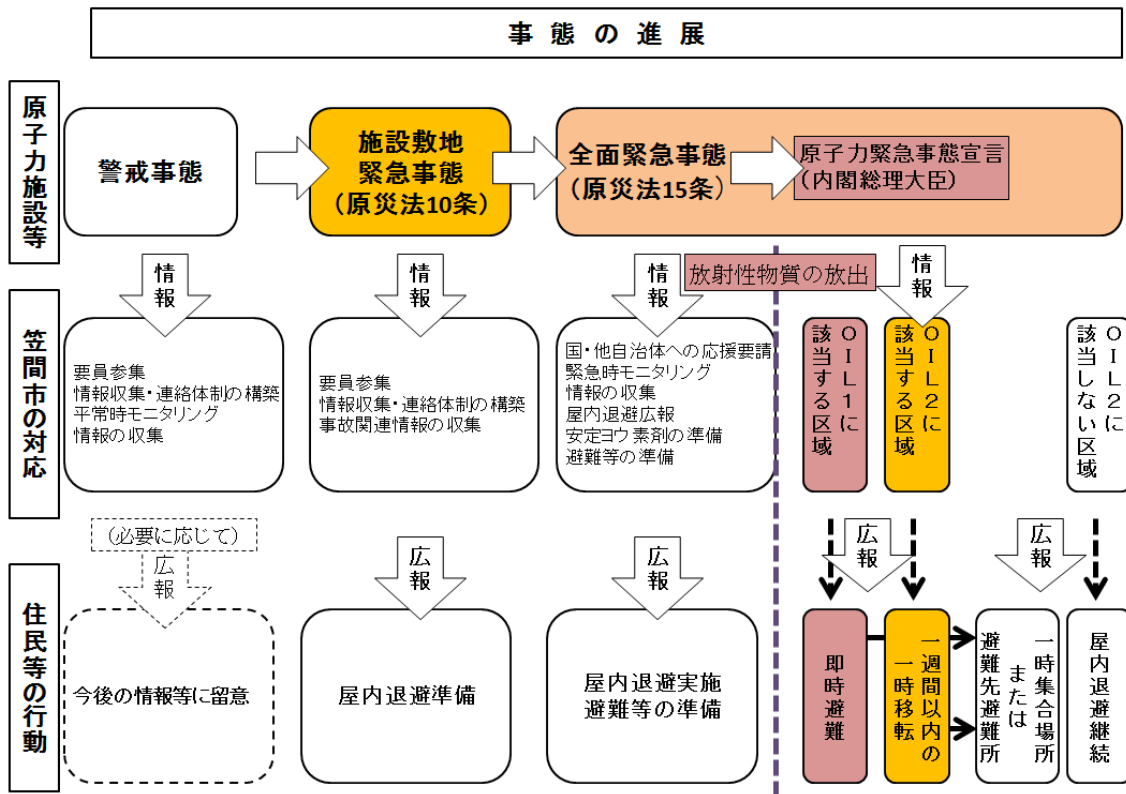 事態の進展
原子力施設等
警戒事態
施設敷地
緊急事態
（原災法10条）
全面緊急事態
（原災法15条）
原子力緊急事態宣言
（内閣総理大臣）
情報
情報
情報
放射性物質の放出
情報
笠間市の対応
要員参集
情報収集・連絡体制の構築
平常時モニタリング
情報の収集
要員参集
情報収集・連絡体制の構築
事故関連情報の収集
国・他自治体への応援要請
緊急時モニタリング
情報の収集
屋内退避広報
安定ヨウ素剤の準備
避難等の準備
OIL1に
該当する区域
OIL2に
該当する区域
OIL2に
該当しない区域
（必要に応じて）
広報
広報
広報
広報
広報
住民等の行動
今後の情報等に留意
屋内退避準備
屋内退避実施
避難等の準備
即時避難
一週間以内の
一時移転
一時集合場所
または
避難先避難所
屋内退避継続